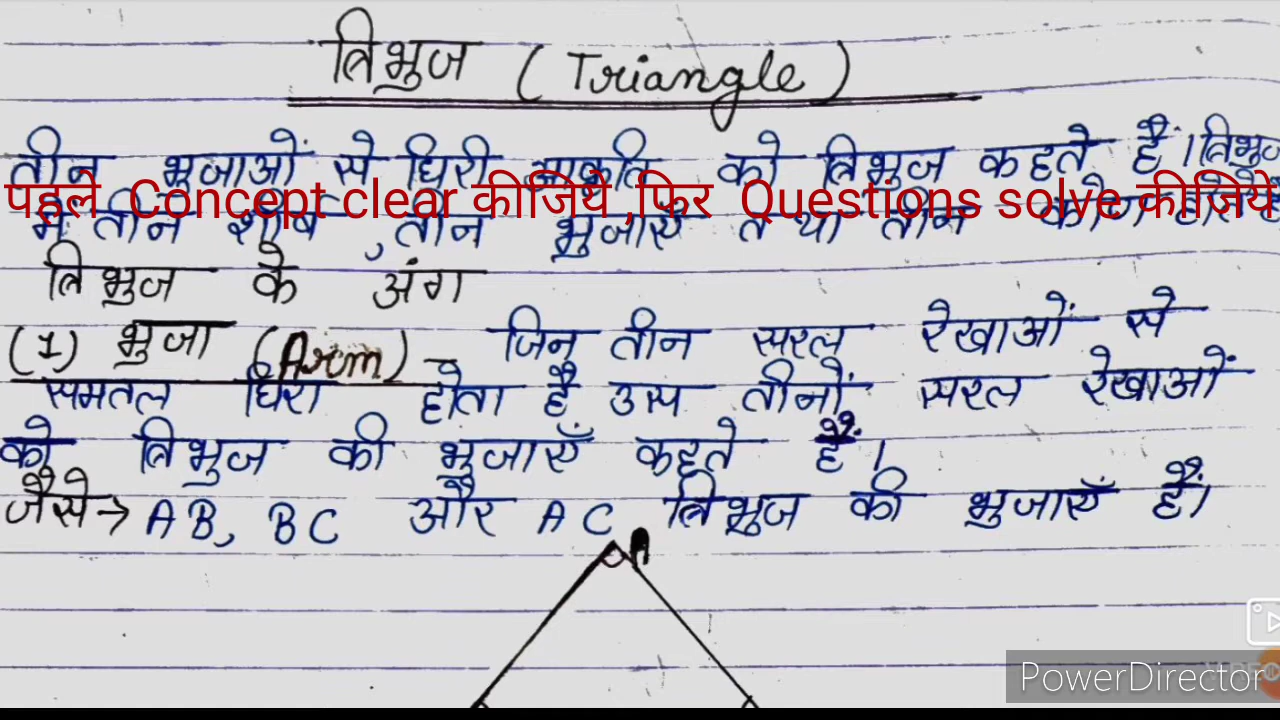 त्रिभुज ( Triangle )
तीन भुजाओं से घिरी आकृति को त्रिभुज कहते हैं। त्रिभुज
पहले Concept clear कीजिये ,फिर Questions solve कीजिये
में तीन शीर्ष , तीन भुजाएँ तथा तीन कोण
त्रिभुज के अंग
(1) भुजा (Arm) - जिन तीन सरल रेखाओं से
समतल घिरा होता है उस तीनों सरल रेखाओं
को त्रिभुज की भुजाएँ कहते हैं।
जैसे → AB, BC और AC त्रिभुज की भुजाएँ हैं।
A
PowerDirector